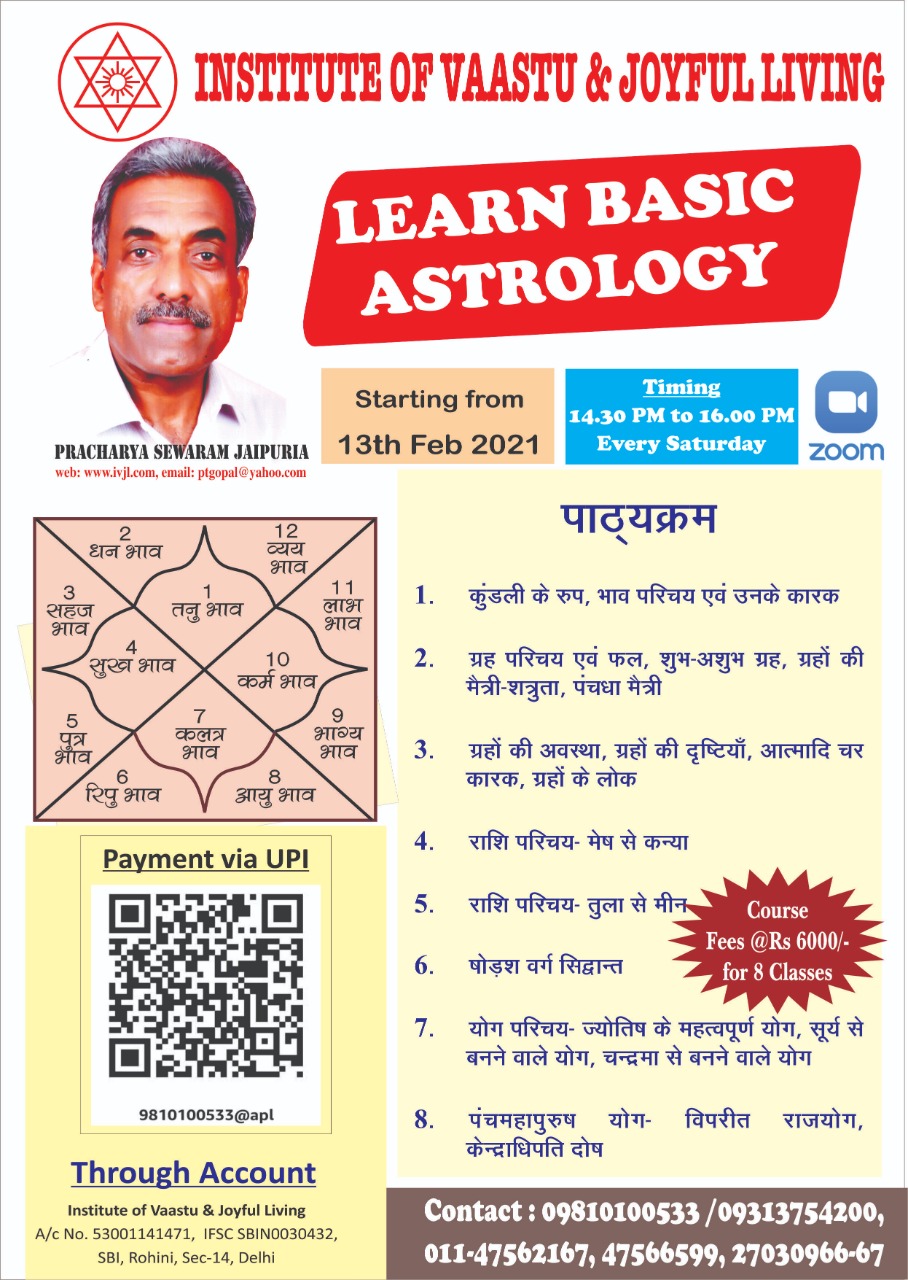 INSTITUTE OF VAASTU & JOYFUL LIVING
LEARN BASIC
ASTROLOGY
PRACHARYA SEWARAM JAIPURIA
web: www.ivjl.com, email: ptgopal@yahoo.com
Starting from
13th Feb 2021
Timing
14.30 PM to 16.00 PM
Every Saturday
zoom
2
धन भाव
12
व्यय
भाव
3
सहज
भाव
1
तनु भाव
11
लाभ
भाव
4
सुख भाव
10
कर्म भाव
5
पुत्र
भाव
7
कलत्र
भाव
9
भाग्य
भाव
6
रिपु भाव
8
आयु भाव
पाठ्यक्रम
1. कुंडली के रुप, भाव परिचय एवं उनके कारक
2. ग्रह परिचय एवं फल, शुभ-अशुभ ग्रह, ग्रहों की
मैत्री-शत्रुता, पंचधा मैत्री
3. ग्रहों की अवस्था, ग्रहों की दृष्टियाँ, आत्मादि चर
कारक, ग्रहों के लोक
4. राशि परिचय- मेष से कन्या
5. राशि परिचय- तुला से मीन
6. षोड़श वर्ग सिद्वान्त
7. योग परिचय- ज्योतिष के महत्वपूर्ण योग, सूर्य से
बनने वाले योग, चन्द्रमा से बनने वाले योग
8. पंचमहापुरुष योग- विपरीत राजयोग,
केन्द्राधिपति दोष
Course
Fees @Rs 6000/-
for 8 Classes
Payment via UPI
9810100533@apl
Through Account
Institute of Vaastu & Joyful Living
A/c No. 53001141471, IFSC SBIN0030432,
SBI, Rohini, Sec-14, Delhi
Contact : 09810100533 /09313754200,
011-47562167, 47566599, 27030966-67